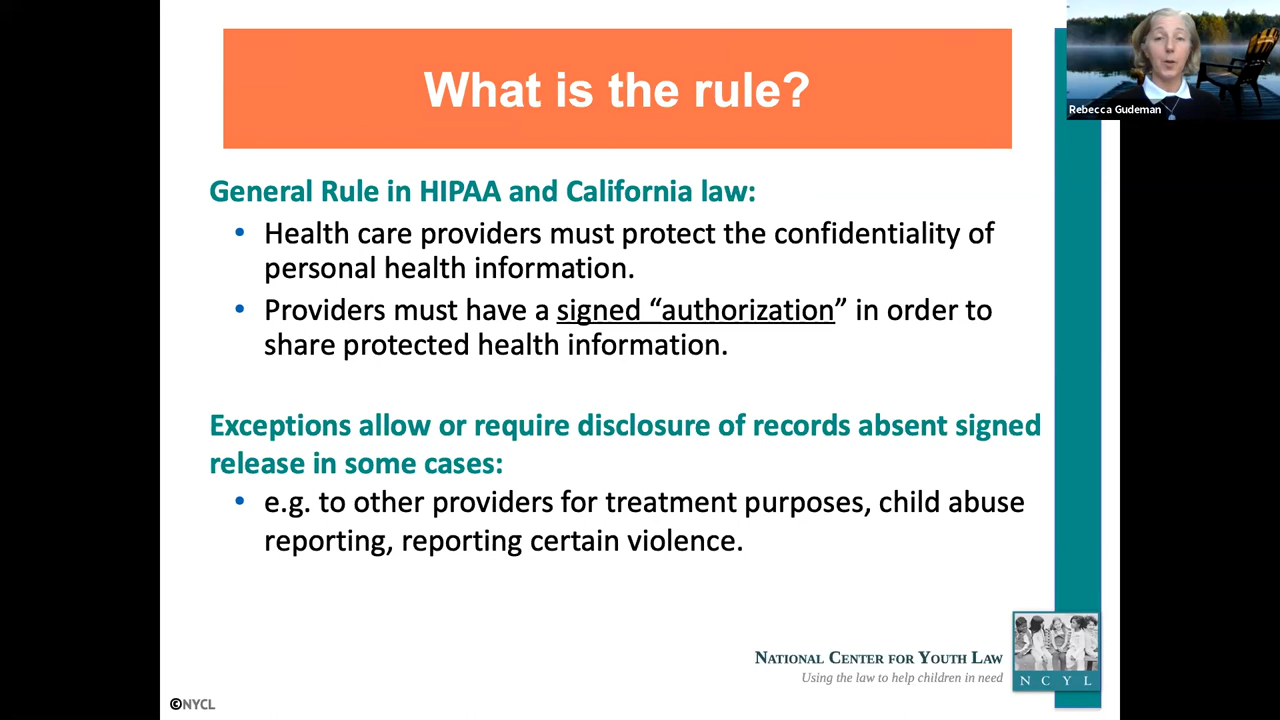 What is the rule?
Rebecca Gudeman
General Rule in HIPAA and California law:
• Health care providers must protect the confidentiality of
personal health information.
• Providers must have a signed “authorization” in order to
share protected health information.
Exceptions allow or require disclosure of records absent signed
release in some cases:
• e.g. to other providers for treatment purposes, child abuse
reporting, reporting certain violence.
NATIONAL CENTER FOR YOUTH LAW
Using the law to help children in need
N C Y L
©NYCL